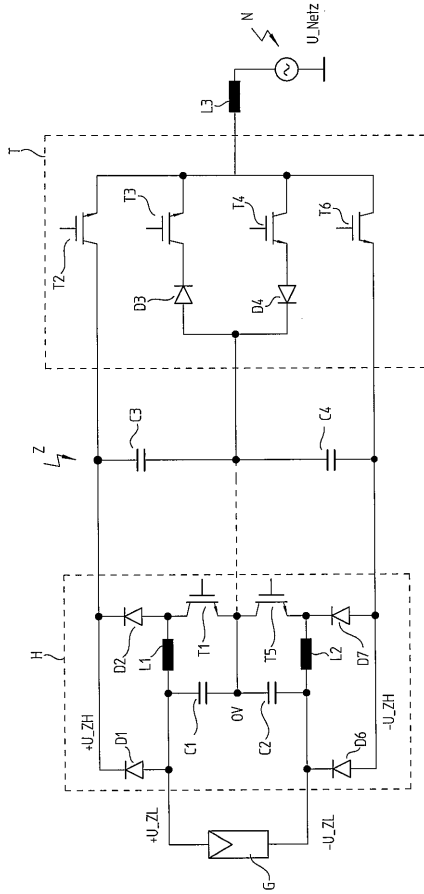 N
U_Netz
L3
T
T2
T3
T4
T6
D3
D4
Z
C3
C4
H
+U_ZH
D1
D2
L1
T1
C1
0V
C2
T5
L2
D7
D6
-U_ZH
+U_ZL
-U_ZL
G